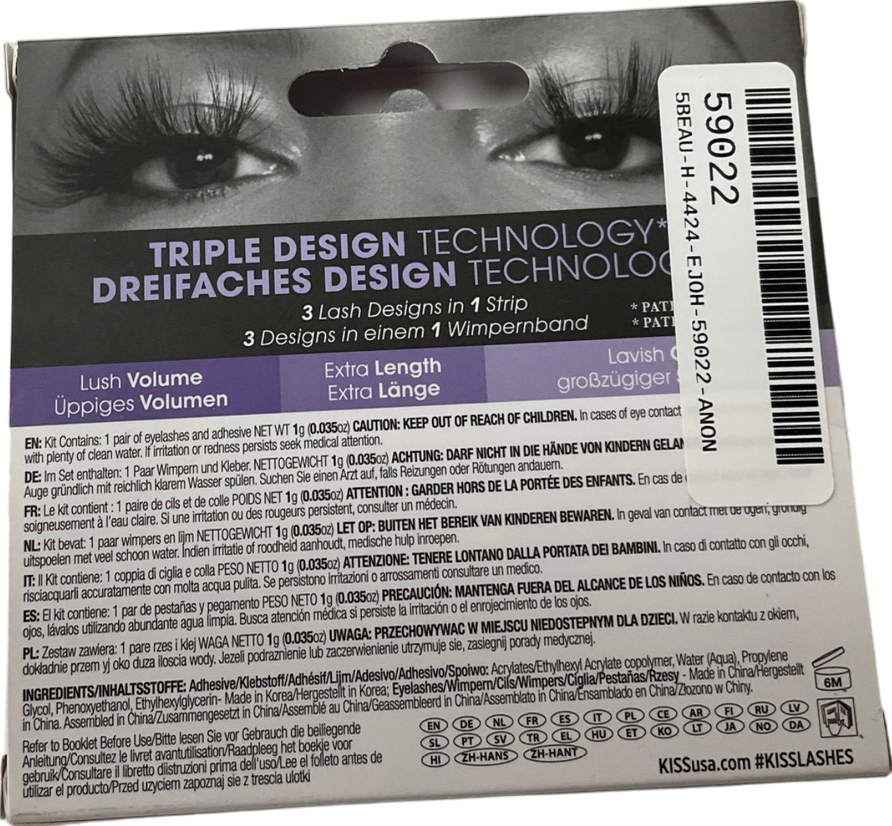 TRIPLE DESIGN TECHNOLOGY*
DREIFACHES DESIGN
3 Lash Designs in 1 Strip
3 Designs in einem 1 Wimpernband
Lush Volume
Üppiges Volumen
Extra Length
Extra Länge
Lavish
großzügiger
59022
5BEAU-H-4424-EJOH-59022-ANON
EN: Kit Contains: 1 pair of eyelashes and adhesive NET WT 1g (0.035oz) CAUTION: KEEP OUT OF REACH OF CHILDREN. In cases of eye contact
with plenty of clean water. If irritation or redness persists seek medical attention.
DE: Im Set enthalten: 1 Paar Wimpern und Kleber. NETTOGEWICHT 1g (0.035oz) ACHTUNG: DARF NICHT IN DIE HÄNDE VON KINDERN
Auge gründlich mit reichlich klarem Wasser spülen. Suchen Sie einen Arzt auf, falls Reizungen oder Rötungen andauern.
FR: Le kit contient : 1 paire de cils et de colle POIDS NET 1g (0.035oz) ATTENTION : GARDER HORS DE LA PORTÉE DES ENFANTS. En cas de
soigneusement à l'eau claire. Si une irritation ou des rougeurs persistent, consulter un médecin.
NL: Kit bevat: 1 paar wimpers en lijm NETTOGEWICHT 1g (0.035oz) LET OP: BUITEN HET BEREIK VAN KINDEREN BEWAREN. In geval van contact met de ogen, grondig
uitspoelen met veel schoon water. Indien irritatie of roodheid aanhoudt, medische hulp inroepen.
IT: Il Kit contiene: 1 coppia di ciglia e colla PESO NETTO 1g (0.035oz) ATTENZIONE: TENERE LONTANO DALLA PORTATA DEI BAMBINI. In caso di contatto con gli occhi,
risciacquarli accuratamente con molta acqua pulita. Se persistono irritazioni o arrossamenti consultare un medico.
ES: El kit contiene: 1 par de pestañas y pegamento PESO NETO 1g (0.035oz) PRECAUCIÓN: MANTENGA FUERA DEL ALCANCE DE LOS NIÑOS. En caso de contacto con los
ojos, lávalos utilizando abundante agua limpia. Busca atención médica si persiste la irritación o el enrojecimiento de los ojos.
PL: Zestaw zawiera: 1 pare rzes i klej WAGA NETTO 1g (0.035oz) UWAGA: PRZECHOWYWAC W MIEJSCU NIEDOSTEPNYM DLA DZIECI. W razie kontaktu z okiem,
dokładnie przem yj oko duza iloscia wody. Jezeli podraznienie lub zaczerwienienie utrzymuje sie, zasiegnij porady medycznej.
INGREDIENTS/INHALTSSTOFFE: Adhesive/Klebstoff/Adhésif/Lijm/Adesivo/Adhesivo/Spoiwo: Acrylates/Ethylhexyl Acrylate copolymer, Water (Aqua), Propylene
Glycol, Phenoxyethanol, Ethylhexylglycerin- Made in Korea/Hergestellt in Korea; Eyelashes/Wimpern/Cils/Wimpers/Ciglia/Pestañas/Rzesy - Made in China/Hergestellt
in China. Assembled in China/Zusammengesetzt in China/Assemblé au China/Geassembleerd in China/Assemblato in China/Ensamblado en China/Złozono w Chiny.
6M
Refer to Booklet Before Use/Bitte lesen Sie vor Gebrauch die beiliegende
Anleitung/Consultez le livret avantutilisation/Raadpleeg het boekje voor
gebruik/Consultare il libretto diistruzioni prima dell'uso/Lee el folleto antes de
utilizar el producto/Przed uzyciem zapoznaj sie z trescia ulotki
EN DE NL FR ES IT PL CE AR FI RU LV
SL PT SV TR EL HU ET KO LT JA NO DA
HI ZH-HANS ZH-HANT
KISSusa.com #KISSLASHES